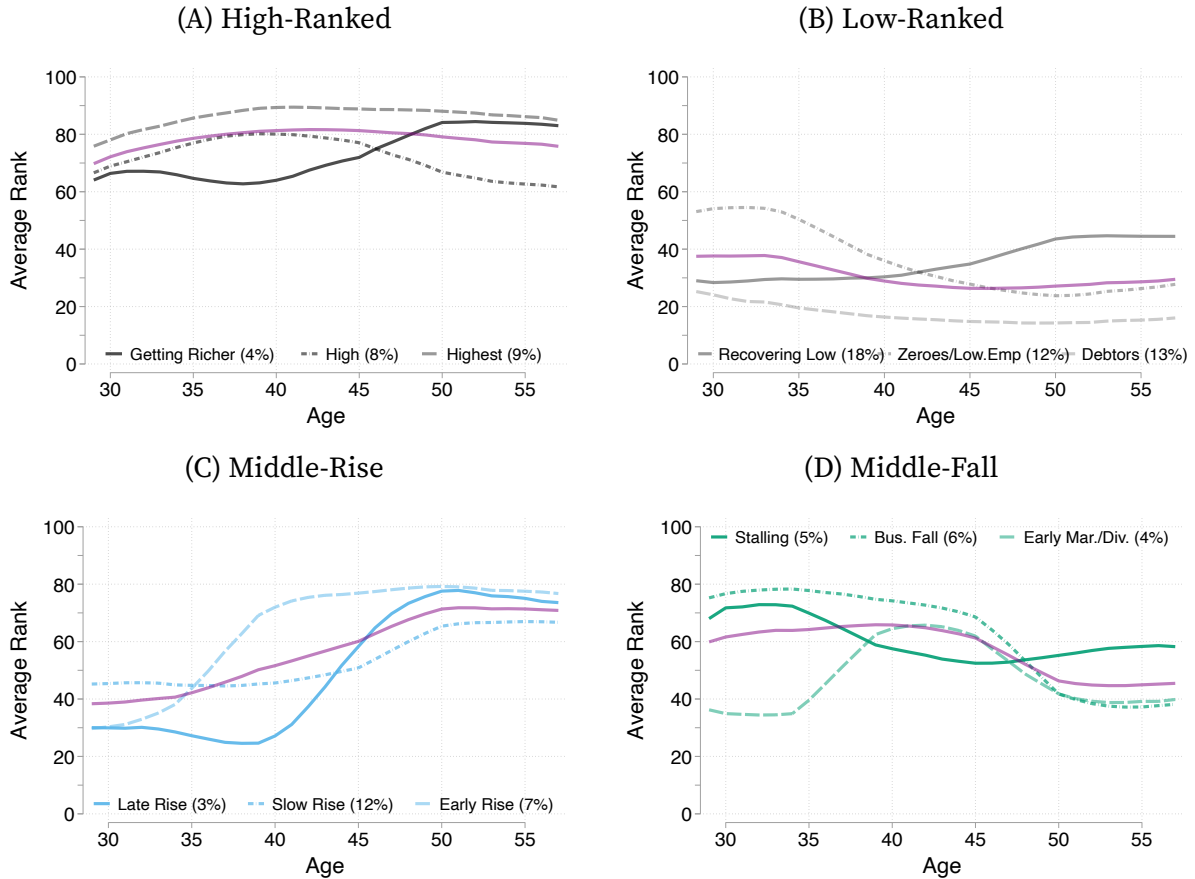 (A) High-Ranked
Average Rank
100
80
60
40
20
0
Getting Richer (4%) High (8%) Highest (9%)
30 35 40 45 50 55
Age
(B) Low-Ranked
Average Rank
100
80
60
40
20
0
Recovering Low (18%) Zeroes/Low.Emp (12%) Debtors (13%)
30 35 40 45 50 55
Age
(C) Middle-Rise
Average Rank
100
80
60
40
20
0
Late Rise (3%) Slow Rise (12%) Early Rise (7%)
30 35 40 45 50 55
Age
(D) Middle-Fall
Average Rank
Stalling (5%) Bus. Fall (6%) Early Mar./Div. (4%)
100
80
60
40
20
0
30 35 40 45 50 55
Age